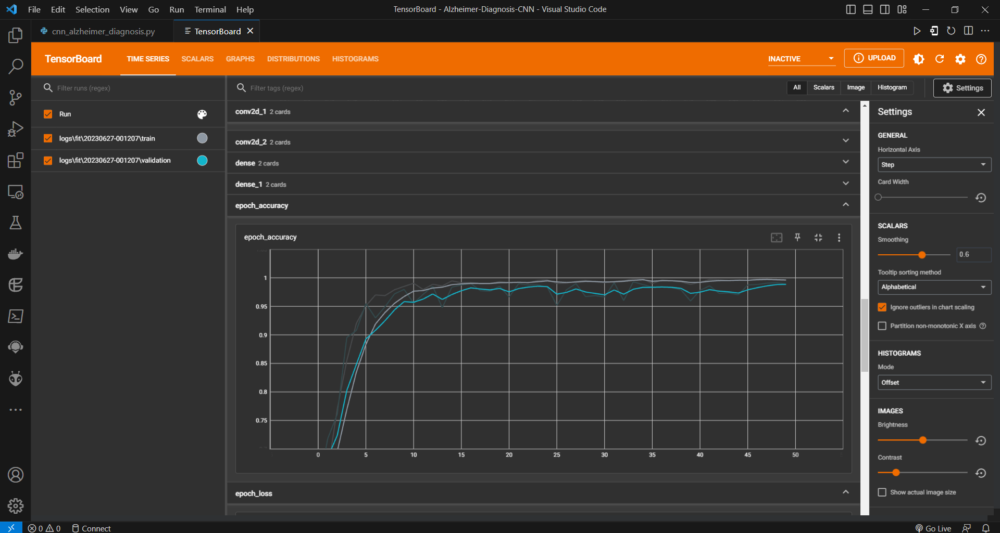 File Edit Selection View Go Run Terminal Help
TensorBoard - Alzheimer-Diagnosis-CNN - Visual Studio Code
cnn_alzheimer_diagnosis.py
TensorBoard
TensorBoard
TIME SERIES SCALARS GRAPHS DISTRIBUTIONS HISTOGRAMS
INACTIVE
UPLOAD
Filter runs (regex)
Filter tags (regex)
All Scalars Image Histogram
Settings
Run
logs\fit\20230627-001207\train
logs\fit\20230627-001207\validation
conv2d_1 2 cards
conv2d_2 2 cards
dense 2 cards
dense_1 2 cards
epoch_accuracy
epoch_accuracy
1
0.95
0.9
0.85
0.8
0.75
0 5 10 15 20 25 30 35 40 45 50
epoch_loss
Settings
GENERAL
Horizontal Axis
Step
Card Width
SCALARS
Smoothing
0.6
Tooltip sorting method
Alphabetical
Ignore outliers in chart scaling
Partition non-monotonic X axis
HISTOGRAMS
Mode
Offset
IMAGES
Brightness
Contrast
Show actual image size
0 0 Connect
Go Live